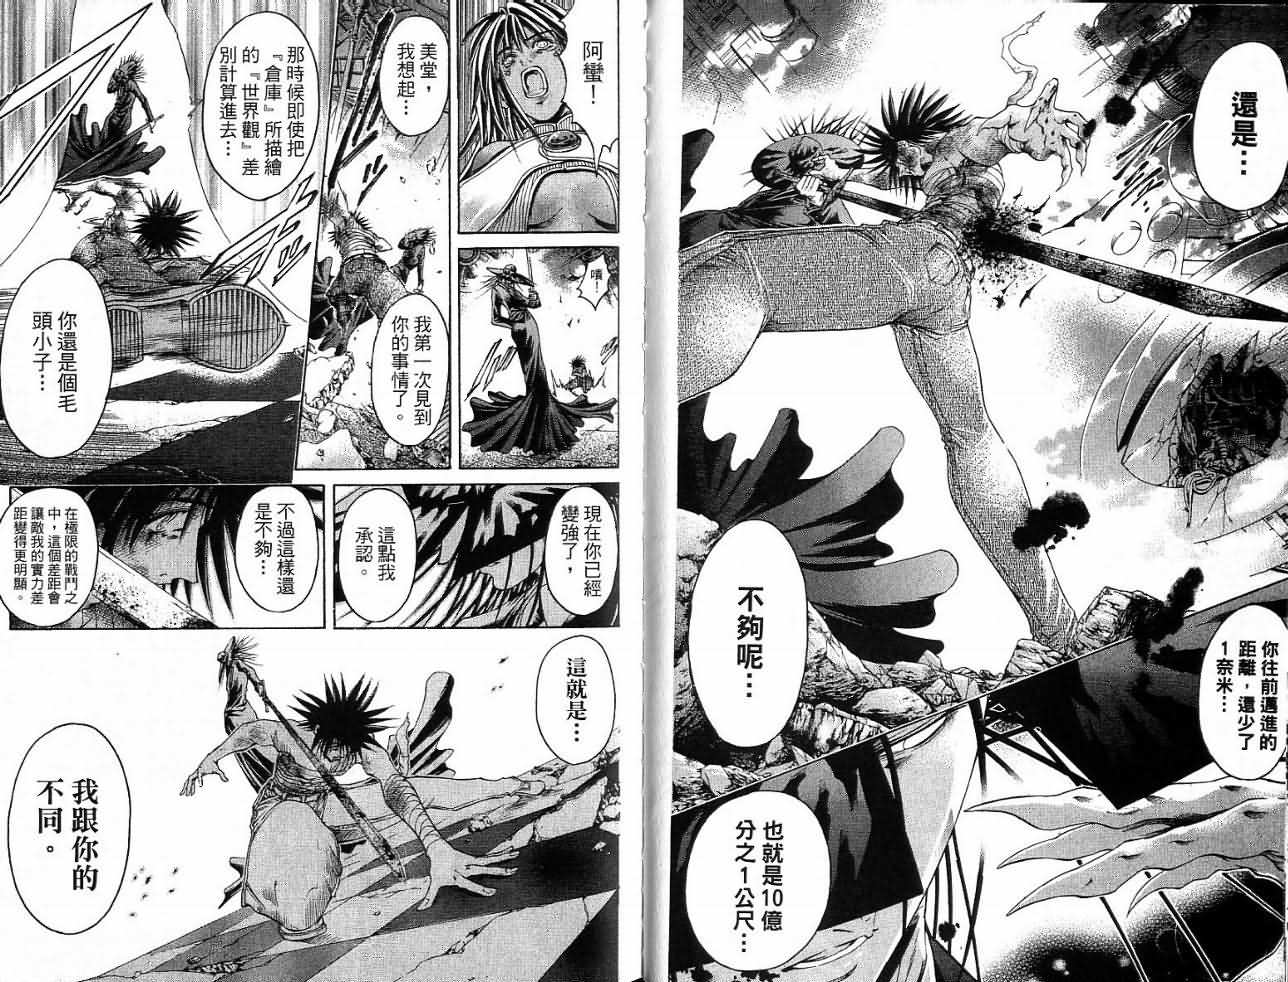 還是…
不夠呢…
你往前邁進的
距離,還少了
1奈米…
也就是10億
分之1公尺…
阿蠻!
嘖!
美堂,
我想起…
我第一次見到
你的事情了。
那時候即使把
『倉庫』所描繪
的『世界觀』差
別計算進去…
你還是個毛
頭小子…
現在你已經
變強了,
這點我
承認。
不過這樣還
是不夠…
在極限的戰鬥之
中,這個差距會
讓敵我的實力差
距變得更明顯。
這就是…
我跟你的
不同。